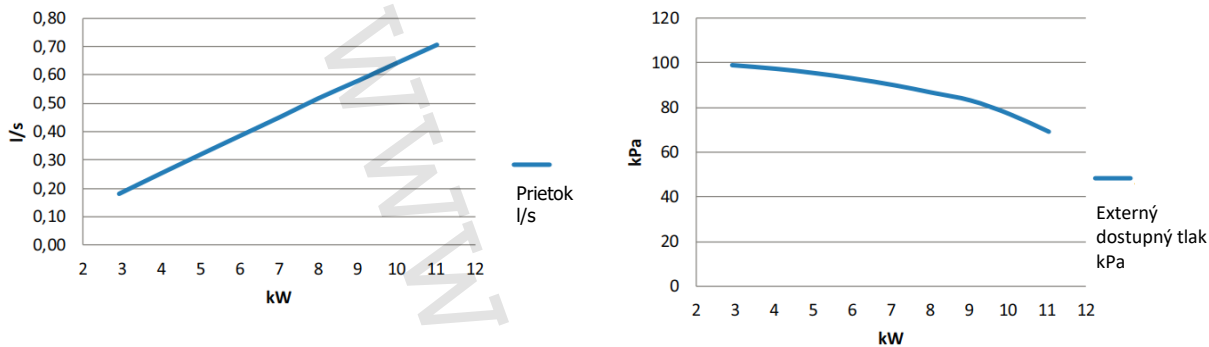 0,80
0,70
0,60
0,50
0,40
0,30
0,20
0,10
0,00
l/s
2 3 4 5 6 7 8 9 10 11 12
kW
Prietok
l/s
WWW
120
100
80
60
40
20
0
kPa
2 3 4 5 6 7 8 9 10 11 12
kW
Externý
dostupný tlak
kPa